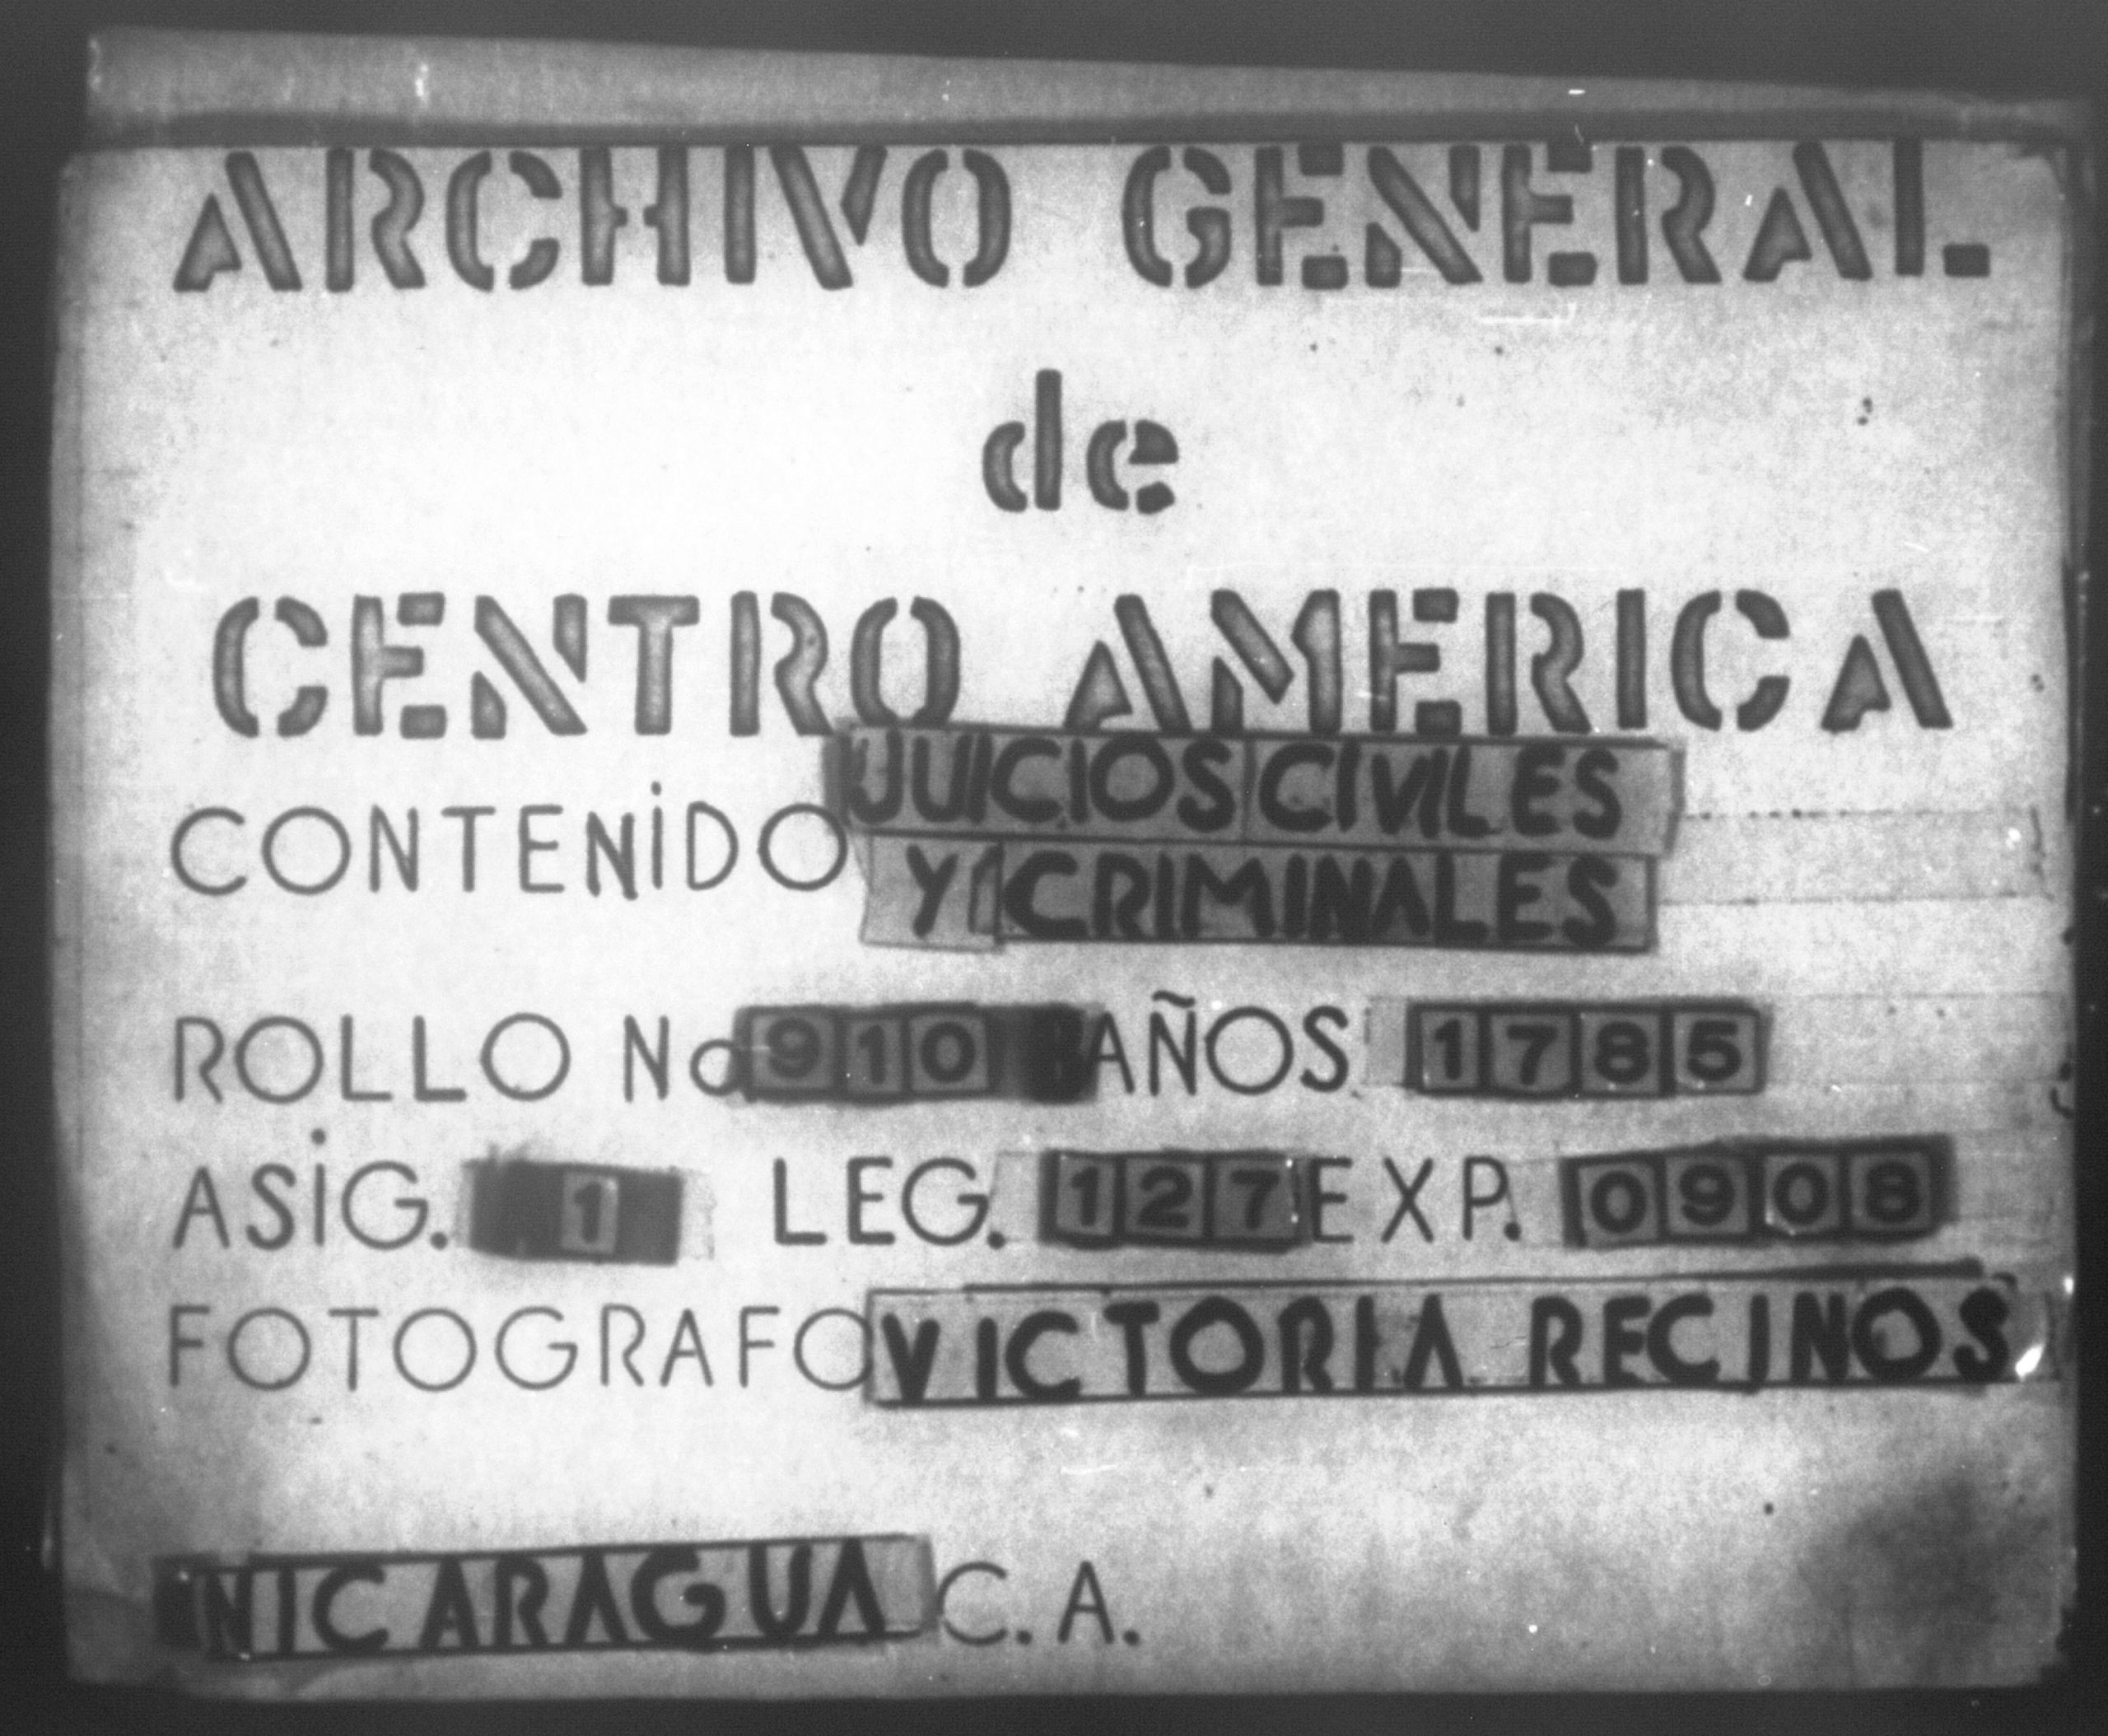 ARCHIVO GENERAL
de
CENTRO AMERICA
CONTENIDO JUICIOS CIVILES
Y CRIMINALES
ROLLO No 910 AÑOS 1785
ASIG. 1 LEG. 127 EXP. 0908
FOTOGRAFO VICTORIA RECINOS
NICARAGUA C.A.